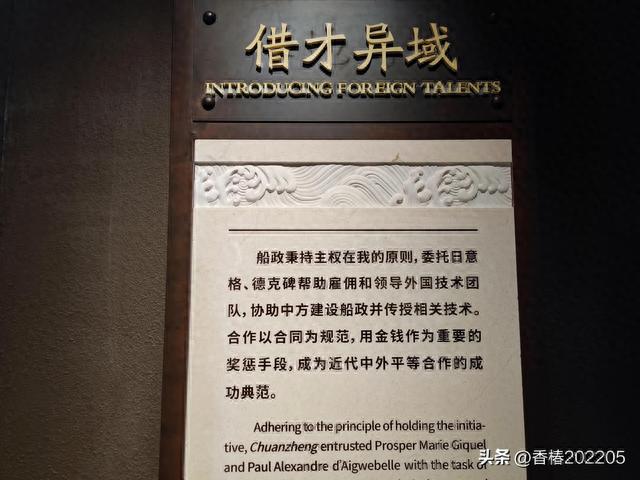 借才异域
INTRODUCING FOREIGN TALENTS
船政秉持主权在我的原则，委托日意
格、德克碑帮助雇佣和领导外国技术团
队，协助中方建设船政并传授相关技术。
合作以合同为规范，用金钱作为重要的
奖惩手段，成为近代中外平等合作的成
功典范。
Adhering to the principle of holding the initia-
tive, Chuanzheng entrusted Prosper Marie Giquel
and Paul Alexandre d'Aigwebelle with the task of
头条 @香椿202205